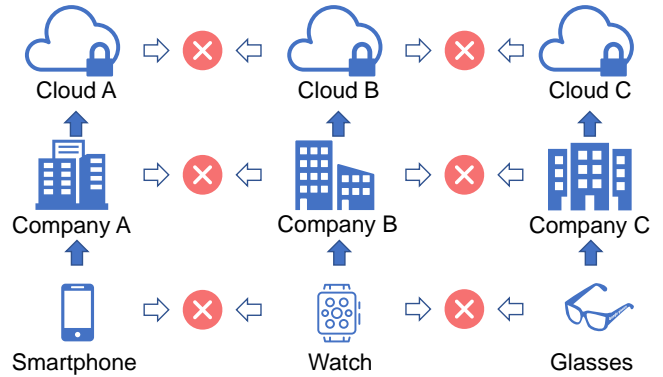 Cloud A
Cloud B
Cloud C
Company A
Company B
Company C
Smartphone
Watch
Glasses